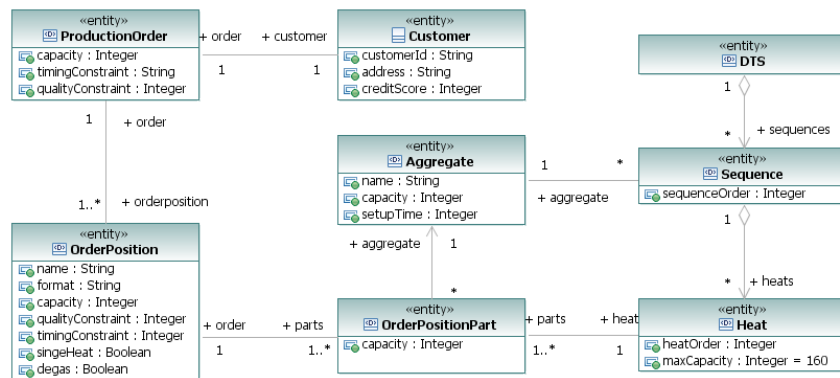 «entity»
ProductionOrder
capacity : Integer
timingConstraint : String
qualityConstraint : Integer
+ order
+ customer
1
1
«entity»
Customer
customerId : String
address : String
creditScore : Integer
«entity»
DTS
1
*
+ sequences
1
+ order
1..*
+ orderposition
«entity»
Aggregate
name : String
capacity : Integer
setupTime : Integer
1
*
+ aggregate
«entity»
Sequence
sequenceOrder : Integer
1
*
+ heats
«entity»
OrderPosition
name : String
format : String
capacity : Integer
qualityConstraint : Integer
timingConstraint : Integer
singeHeat : Boolean
degas : Boolean
+ aggregate
1
*
+ order
+ parts
1
1..*
«entity»
OrderPositionPart
capacity : Integer
+ parts
+ heat
1..*
1
«entity»
Heat
heatOrder : Integer
maxCapacity : Integer = 160